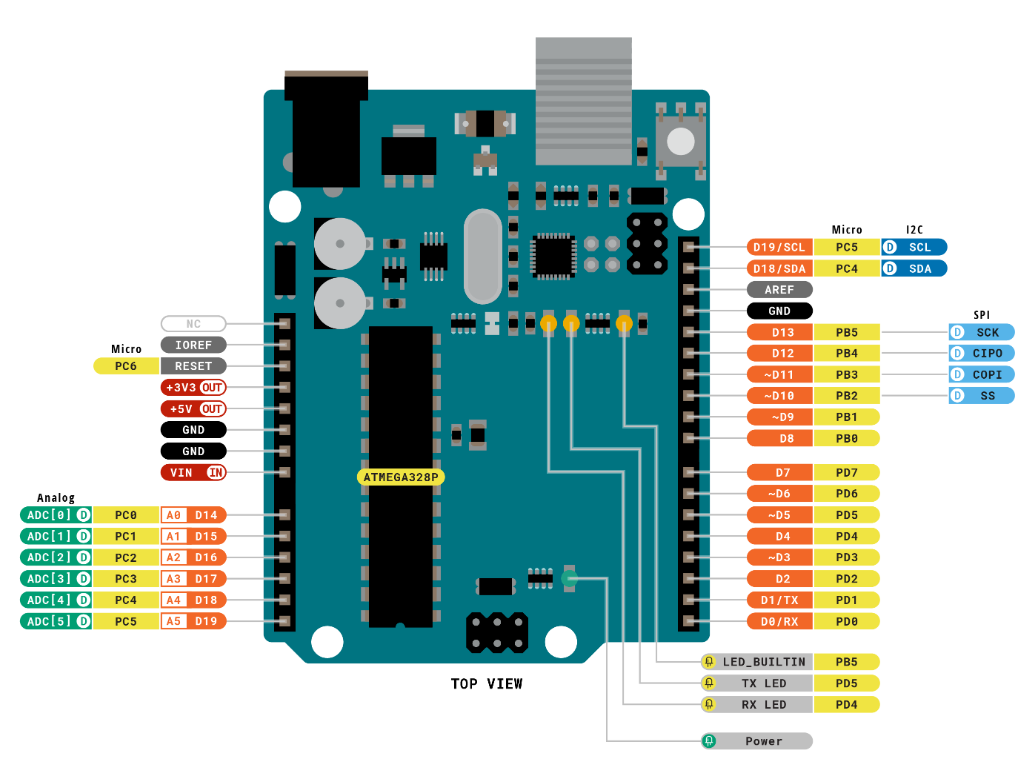 Micro I2C
D19/SCL PC5 D SCL
D18/SDA PC4 D SDA
AREF
GND
SPI
D13 PB5 D SCK
D12 PB4 D CIPO
~D11 PB3 D COPI
~D10 PB2 D SS
~D9 PB1
D8 PB0
D7 PD7
~D6 PD6
~D5 PD5
D4 PD4
~D3 PD3
D2 PD2
D1/TX PD1
D0/RX PD0
NC
IOREF
Micro
PC6 RESET
+3V3 OUT
+5V OUT
GND
GND
VIN IN
Analog
ADC[0] D PC0 A0 D14
ADC[1] D PC1 A1 D15
ADC[2] D PC2 A2 D16
ADC[3] D PC3 A3 D17
ADC[4] D PC4 A4 D18
ADC[5] D PC5 A5 D19
ATMEGA328P
TOP VIEW
LED_BUILTIN PB5
TX LED PD5
RX LED PD4
Power